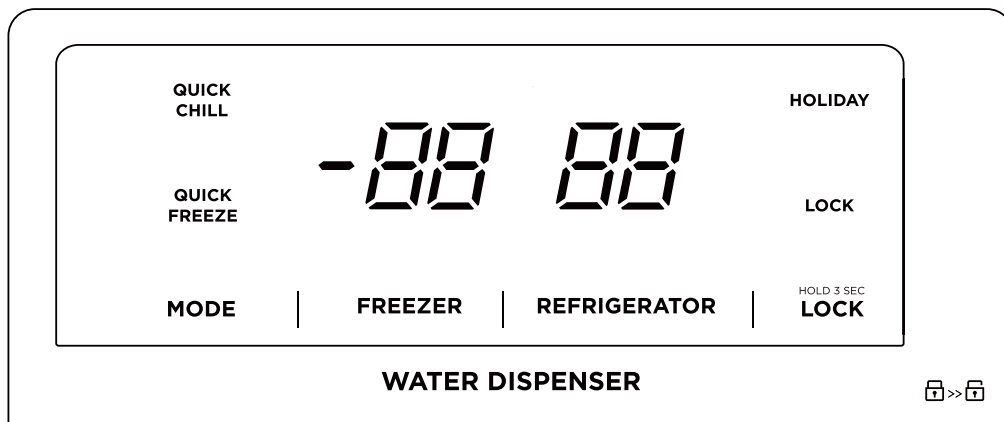 QUICK
CHILL
HOLIDAY
-88 88
QUICK
FREEZE
LOCK
MODE
FREEZER
REFRIGERATOR
HOLD 3 SEC
LOCK
WATER DISPENSER
>>